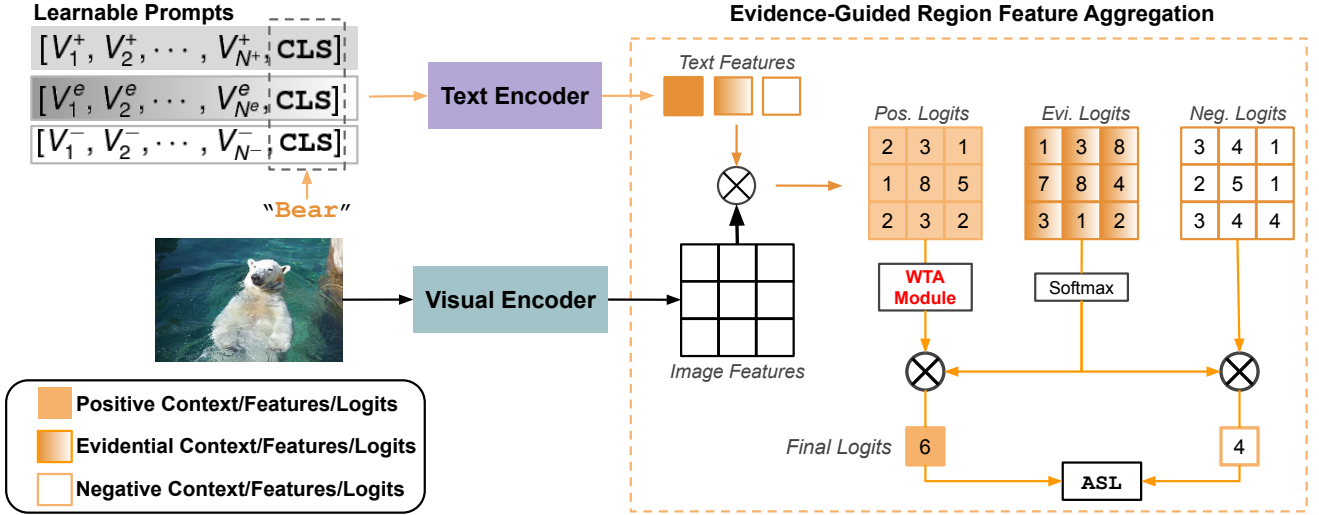 Learnable Prompts
[V₁⁺, V₂⁺, ⋯ , V_N⁺⁺, CLS]
[V₁ᵉ, V₂ᵉ, ⋯ , V_Nᵉᵉ, CLS]
[V₁⁻, V₂⁻, ⋯ , V_N⁻⁻, CLS]
"Bear"
Text Encoder
Visual Encoder
Positive Context/Features/Logits
Evidential Context/Features/Logits
Negative Context/Features/Logits
Evidence-Guided Region Feature Aggregation
Text Features
Image Features
Pos. Logits
2 3 1
1 8 5
2 3 2
Evi. Logits
1 3 8
7 8 4
3 1 2
Neg. Logits
3 4 1
2 5 1
3 4 4
WTA
Module
Softmax
Final Logits
6
4
ASL